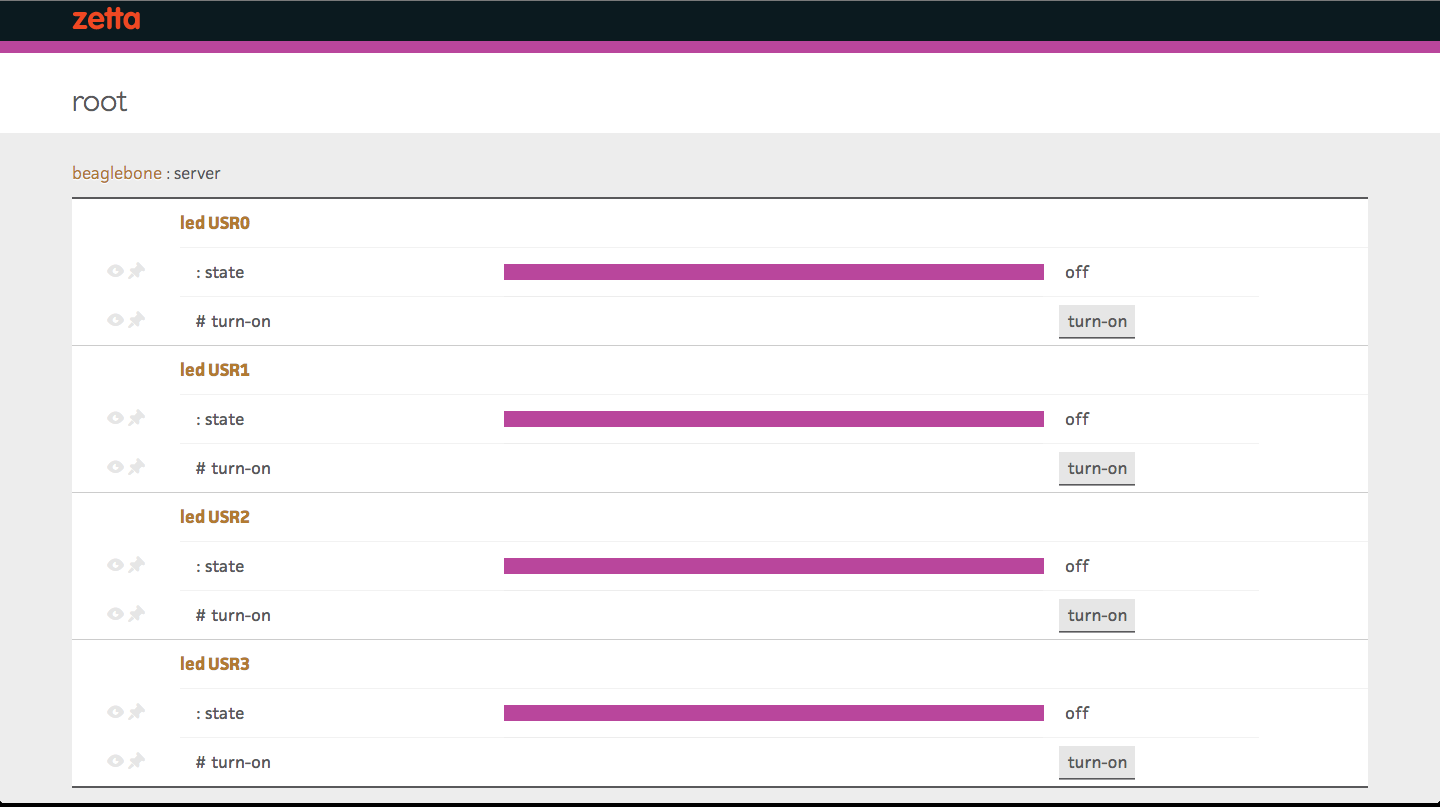 zetta
root
beaglebone : server
led USR0
: state off
# turn-on turn-on
led USR1
: state off
# turn-on turn-on
led USR2
: state off
# turn-on turn-on
led USR3
: state off
# turn-on turn-on